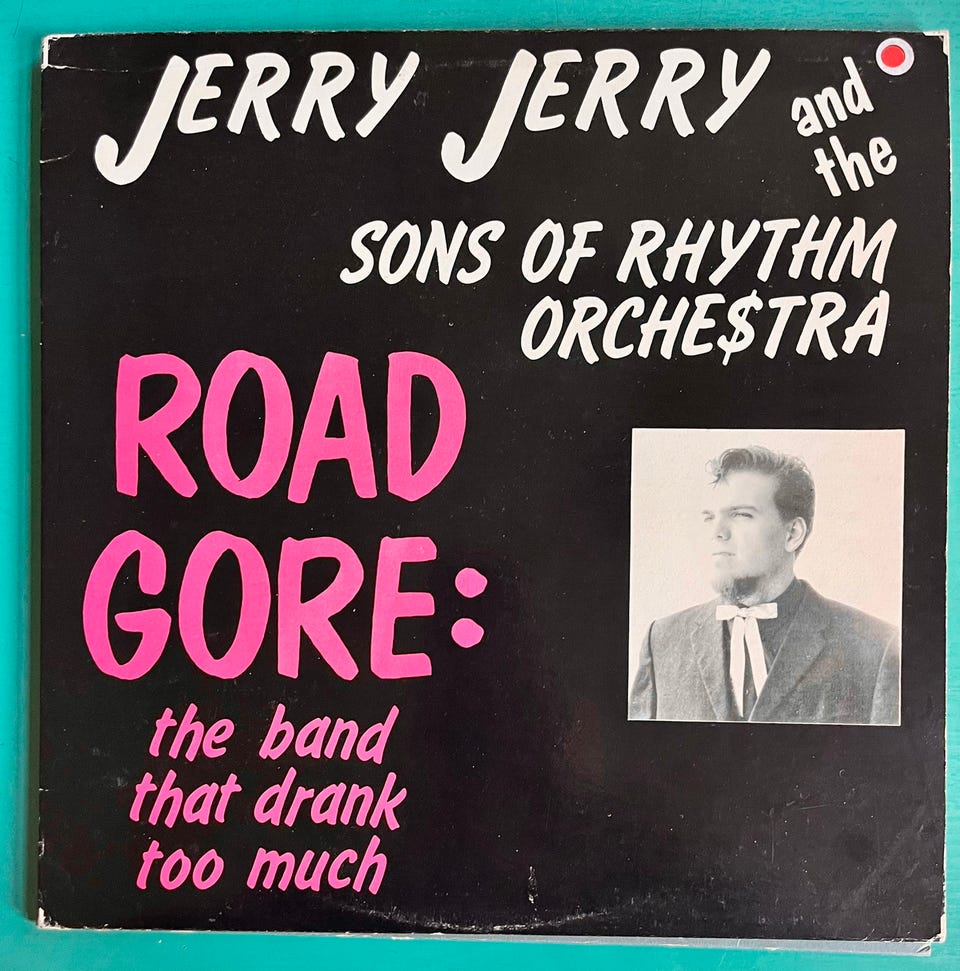 JERRY JERRY and
the
SONS OF RHYTHM
ORCHE$TRA
ROAD
GORE:
the band
that drank
too much